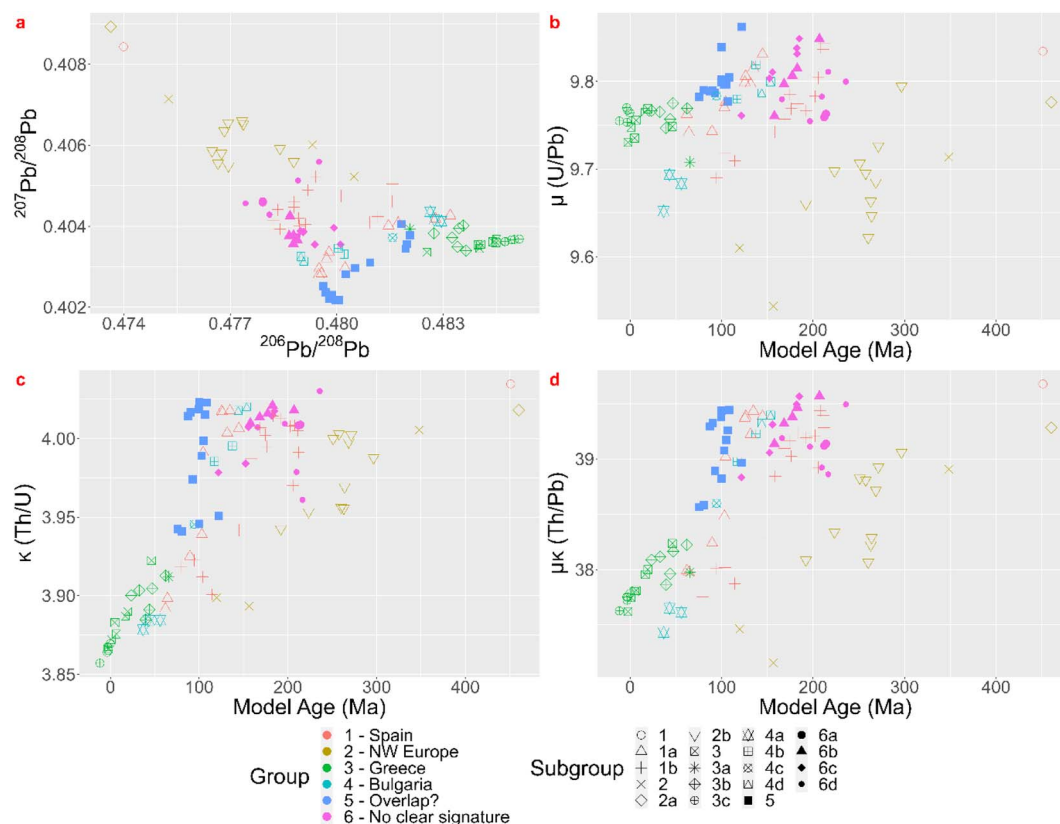 a
0.408
0.406
0.404
0.402
207Pb/208Pb
0.474
0.477
0.480
0.483
206Pb/208Pb
b
9.8
9.7
9.6
μ (U/Pb)
0
100
200
300
400
Model Age (Ma)
c
4.00
3.95
3.90
3.85
κ (Th/U)
0
100
200
300
400
Model Age (Ma)
d
39
38
μκ (Th/Pb)
0
100
200
300
400
Model Age (Ma)
Group
1 - Spain
2 - NW Europe
3 - Greece
4 - Bulgaria
5 - Overlap?
6 - No clear signature
Subgroup
1
1a
1b
2
2a
2b
3
3a
3b
3c
4a
4b
4c
4d
5
6a
6b
6c
6d